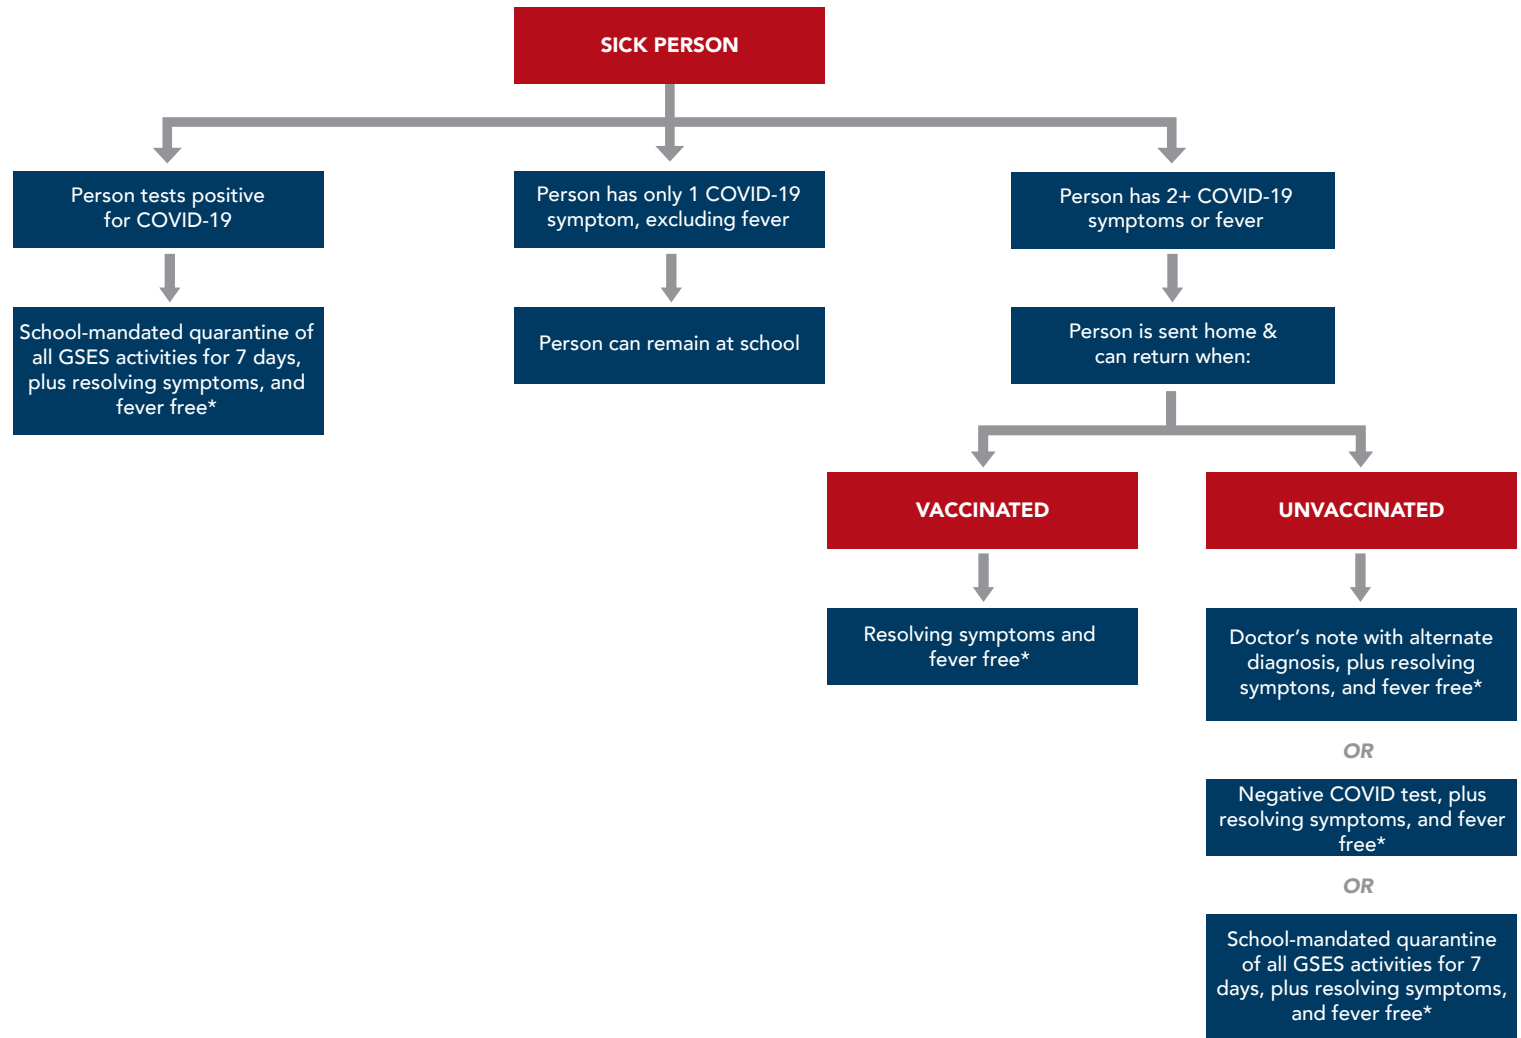 SICK PERSON
Person tests positive
for COVID-19
Person has only 1 COVID-19
symptom, excluding fever
Person has 2+ COVID-19
symptoms or fever
School-mandated quarantine of
all GSES activities for 7 days,
plus resolving symptoms, and
fever free*
Person can remain at school
Person is sent home &
can return when:
VACCINATED
UNVACCINATED
Resolving symptoms and
fever free*
Doctor’s note with alternate
diagnosis, plus resolving
symptons, and fever free*
OR
Negative COVID test, plus
resolving symptoms, and fever
free*
OR
School-mandated quarantine
of all GSES activities for 7
days, plus resolving symptoms,
and fever free*